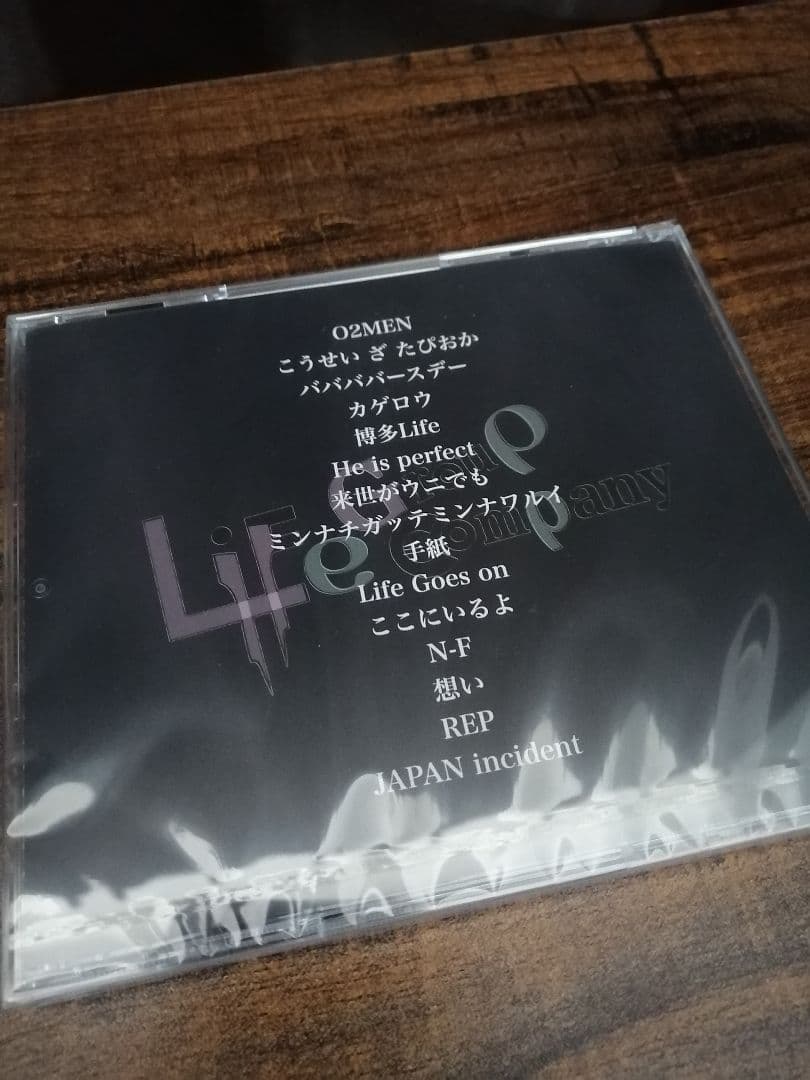 O2MEN
こうせい ざ たぴおか
バババババースデー
カゲロウ
博多Life
He is perfect
来世がウニでも
ミンナチガッテミンナワルイ
手紙
Life Goes on
ここにいるよ
N-F
想い
REP
JAPAN incident
Life Group Company